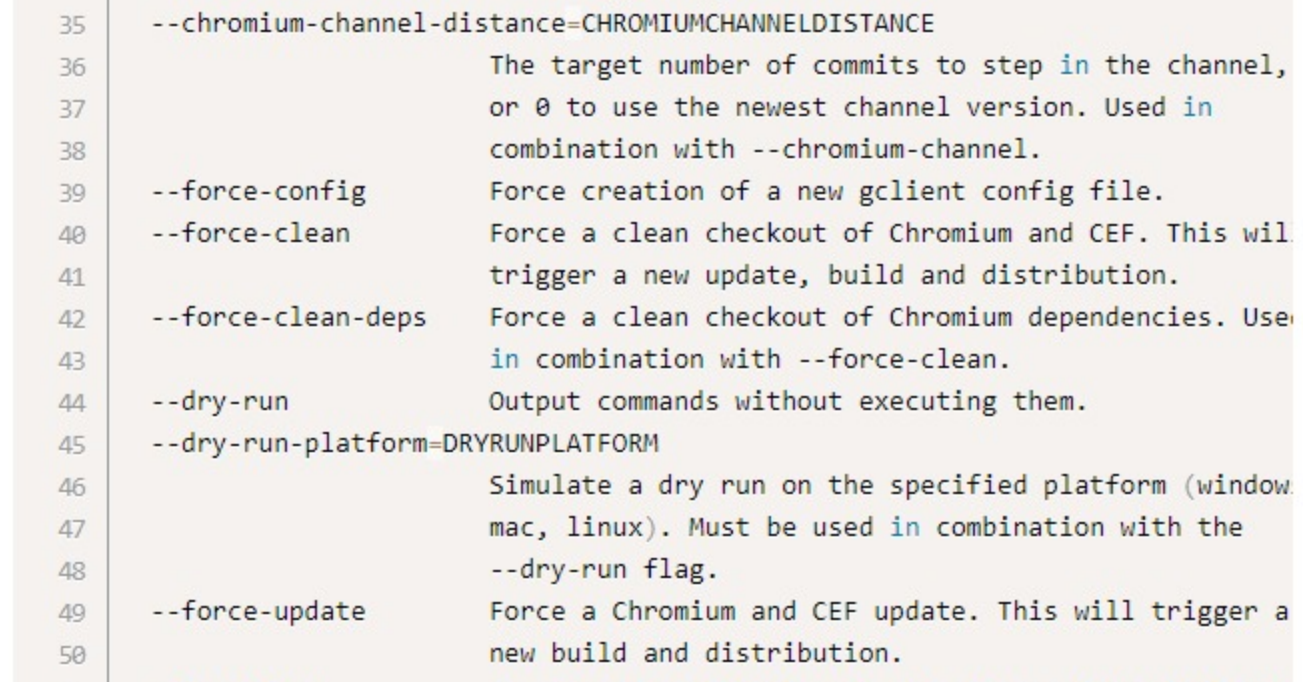 35 --chromium-channel-distance=CHROMIUMCHANNELDISTANCE
36 The target number of commits to step in the channel,
37 or 0 to use the newest channel version. Used in
38 combination with --chromium-channel.
39 --force-config Force creation of a new gclient config file.
40 --force-clean Force a clean checkout of Chromium and CEF. This
41 trigger a new update, build and distribution.
42 --force-clean-deps Force a clean checkout of Chromium dependencies.
43 in combination with --force-clean.
44 --dry-run Output commands without executing them.
45 --dry-run-platform=DRYRUNPLATFORM
46 Simulate a dry run on the specified platform
47 mac, linux). Must be used in combination with the
48 --dry-run flag.
49 --force-update Force a Chromium and CEF update. This will trigger a
50 new build and distribution.